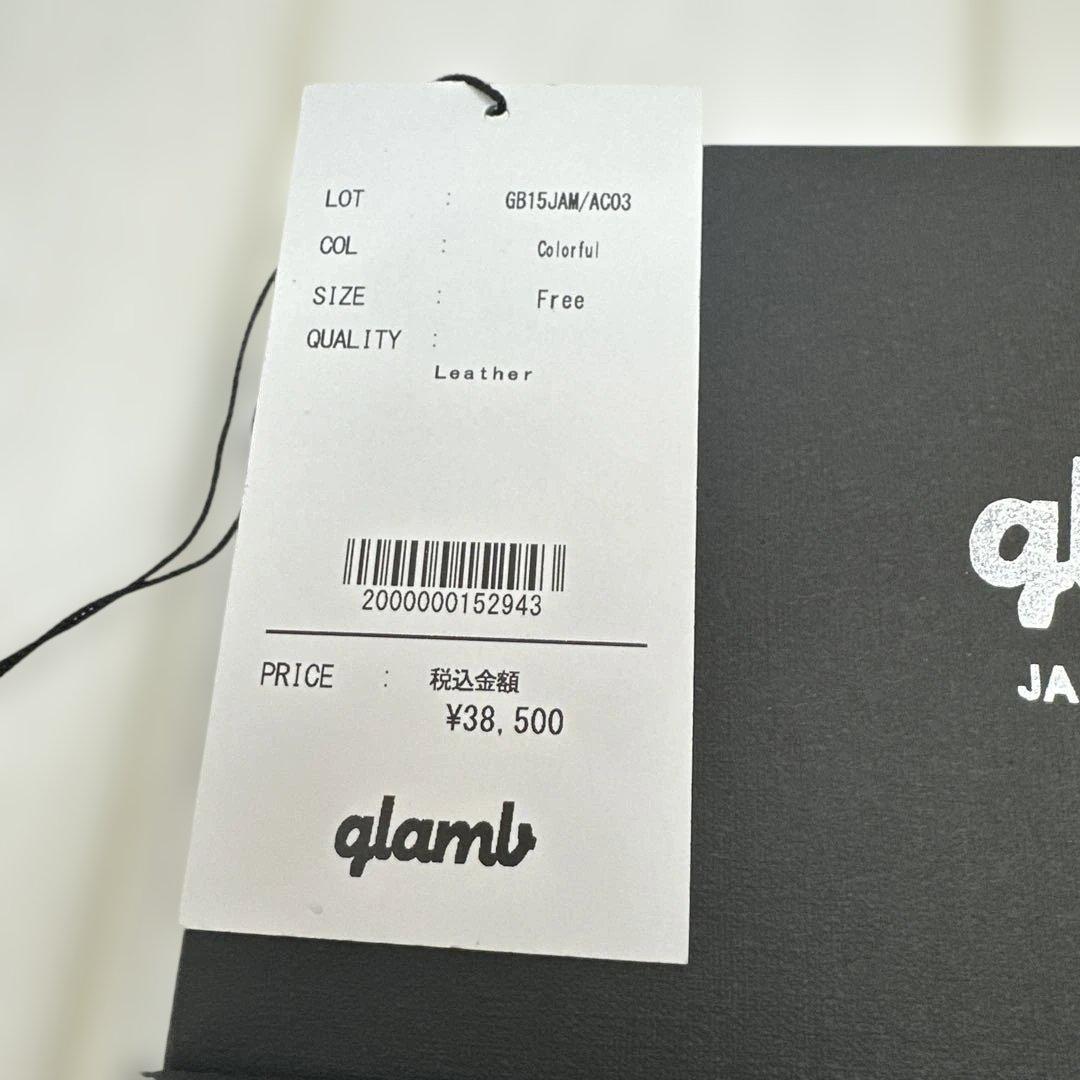 LOT : GB15JAM/AC03
COL : Colorful
SIZE : Free
QUALITY :
Leather
2000000152943
PRICE : 税込金額
¥38,500
glamb
gl
JA